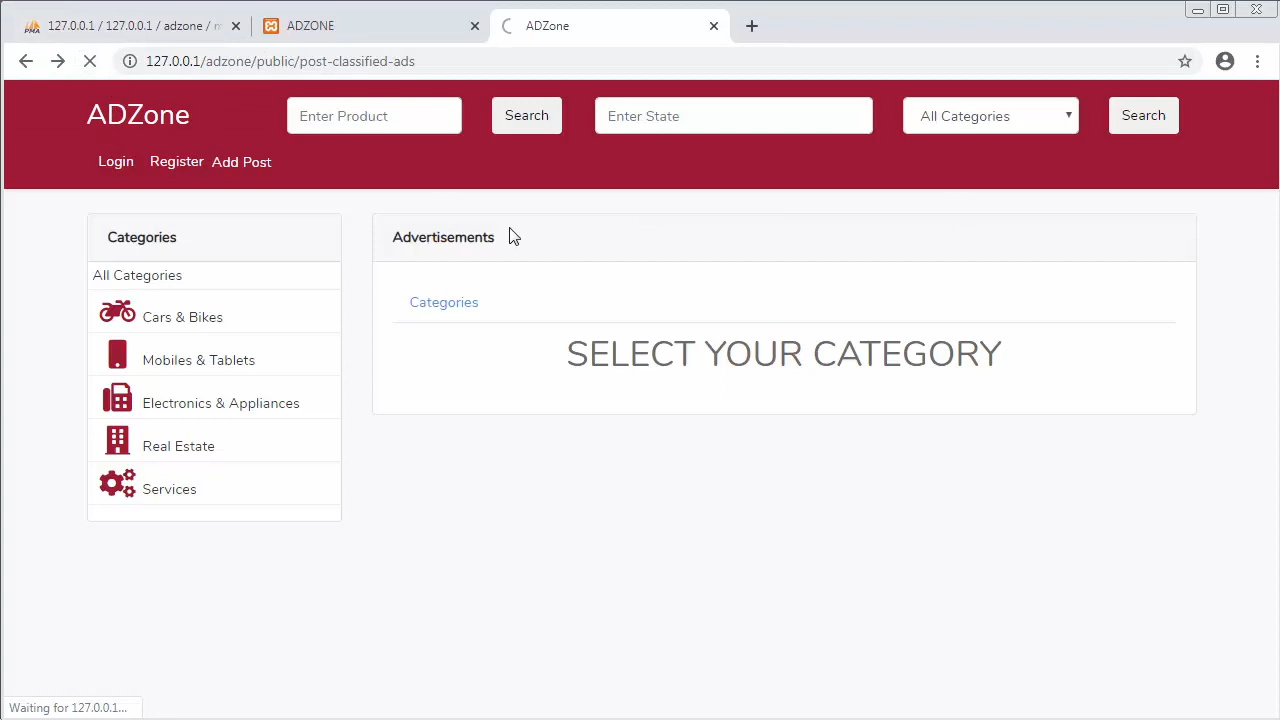 127.0.0.1 / 127.0.0.1 / adzone / m
ADZONE
ADZone
127.0.0.1/adzone/public/post-classified-ads
ADZone
Enter Product
Search
Enter State
All Categories
Search
Login
Register
Add Post
Categories
All Categories
Cars & Bikes
Mobiles & Tablets
Electronics & Appliances
Real Estate
Services
Advertisements
Categories
SELECT YOUR CATEGORY
Waiting for 127.0.0.1...